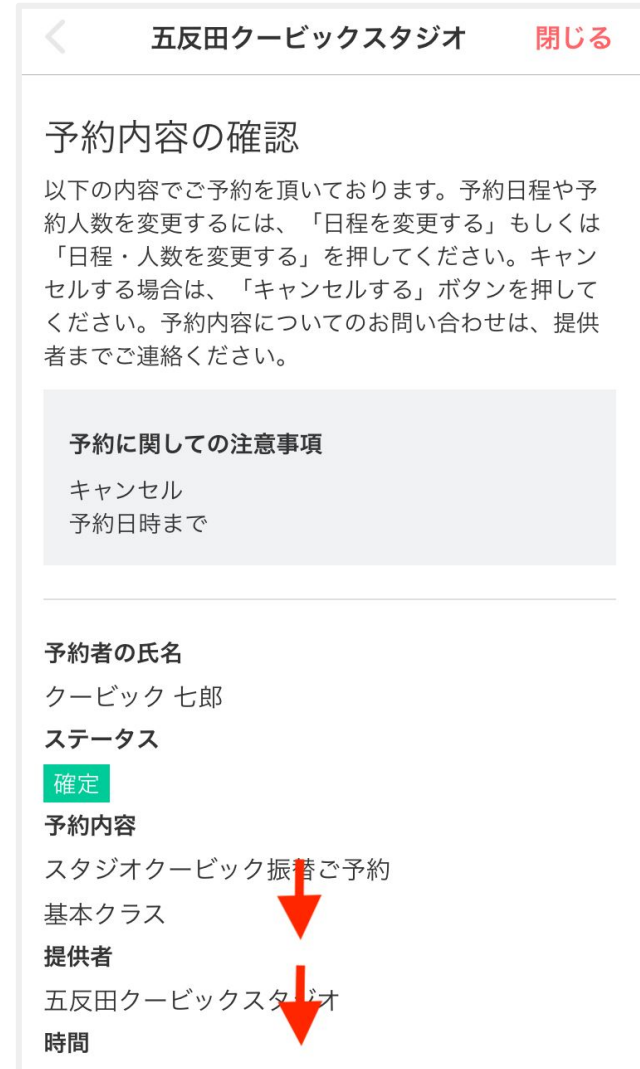 五反田クービックスタジオ 閉じる
予約内容の確認
以下の内容でご予約を頂いております。予約日程や予
約人数を変更するには、「日程を変更する」もしくは
「日程・人数を変更する」を押してください。キャン
セルする場合は、「キャンセルする」ボタンを押して
ください。予約内容についてのお問い合わせは、提供
者までご連絡ください。
予約に関しての注意事項
キャンセル
予約日時まで
予約者の氏名
クービック 七郎
ステータス
確定
予約内容
スタジオクービック振替ご予約
基本クラス
提供者
五反田クービックスタジオ
時間